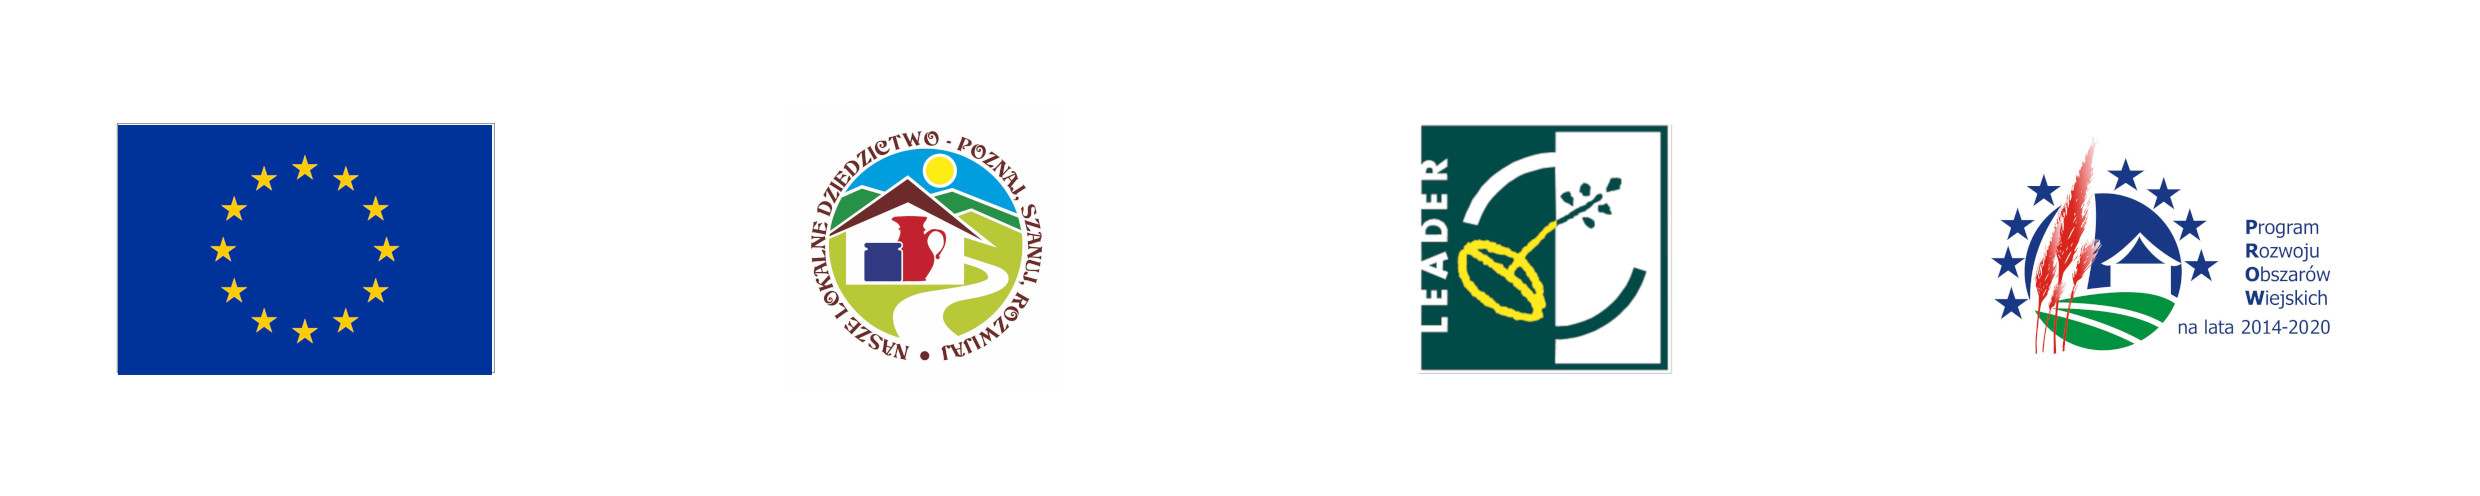 NASZE LOKALNE DZIEDZICTWO - POZNAJ, SZANUJ, ROZWIJAJ •
LEADER
Program
Rozwoju
Obszarów
Wiejskich
na lata 2014-2020